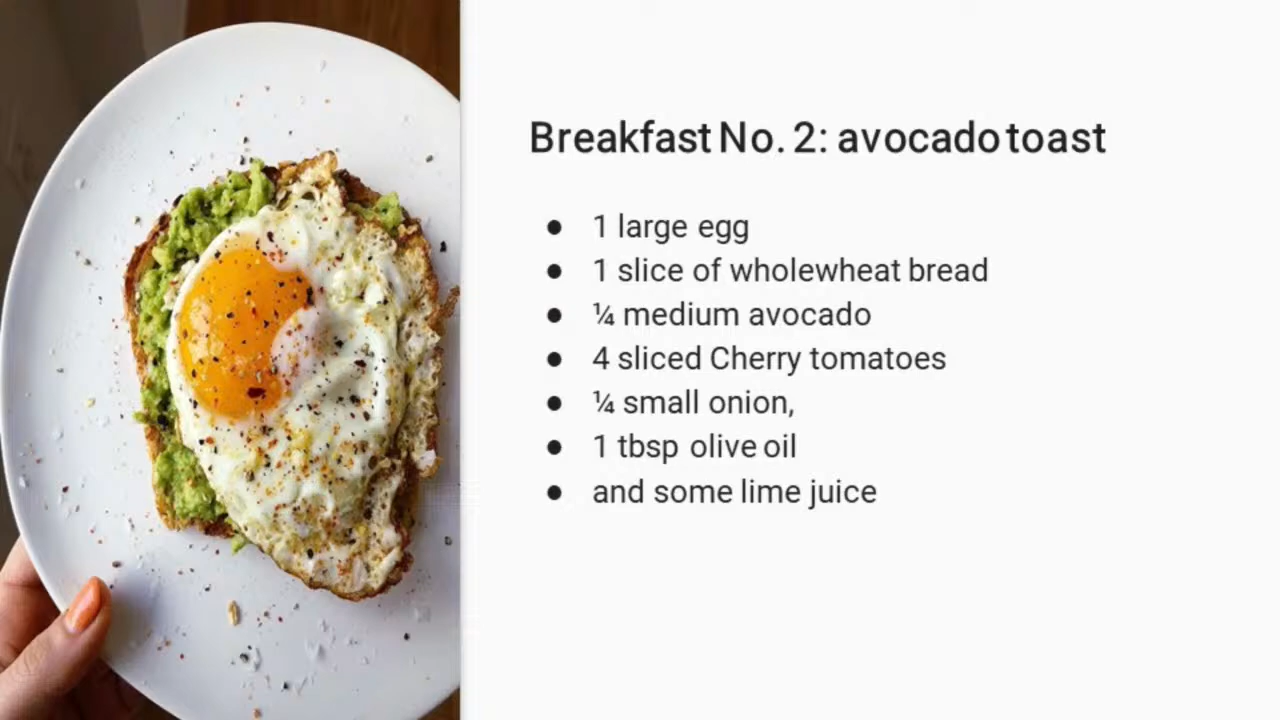 Breakfast No. 2: avocado toast
● 1 large egg
● 1 slice of wholewheat bread
● ¼ medium avocado
● 4 sliced Cherry tomatoes
● ¼ small onion,
● 1 tbsp olive oil
● and some lime juice